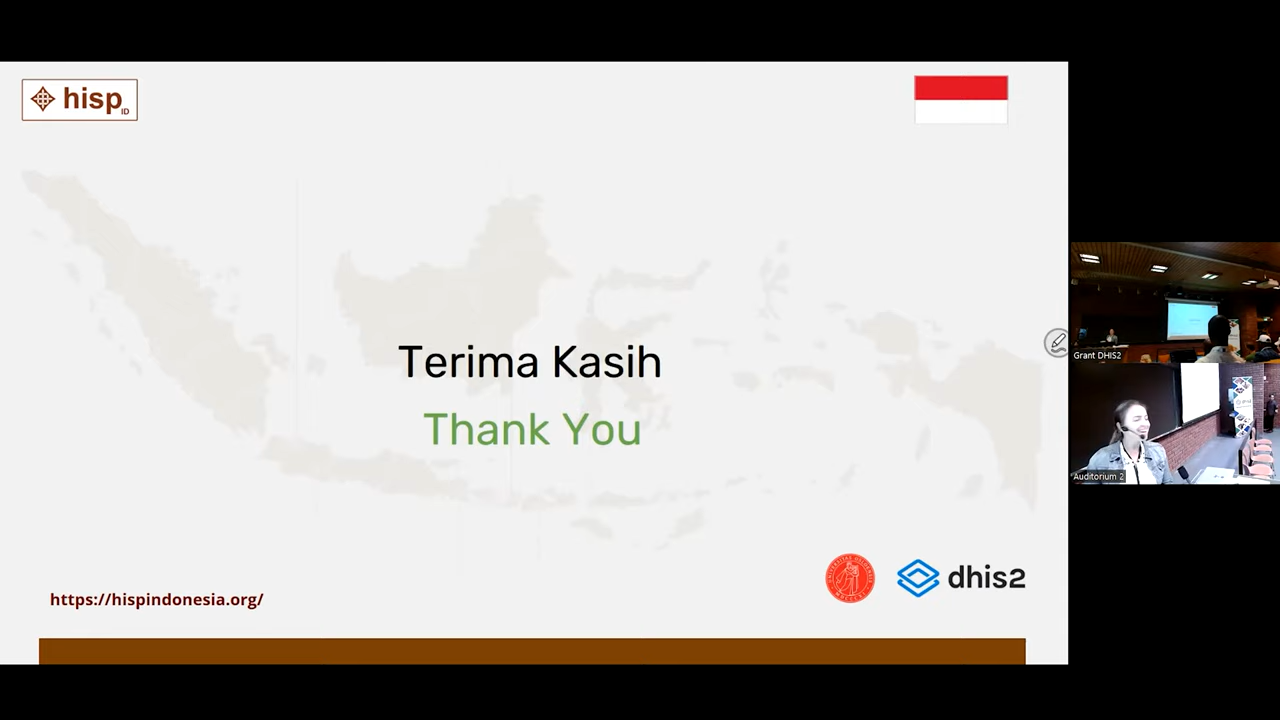 hisp
ID
Terima Kasih
Thank You
https://hispindonesia.org/
dhis2
Grant DHIS2
Auditorium 2